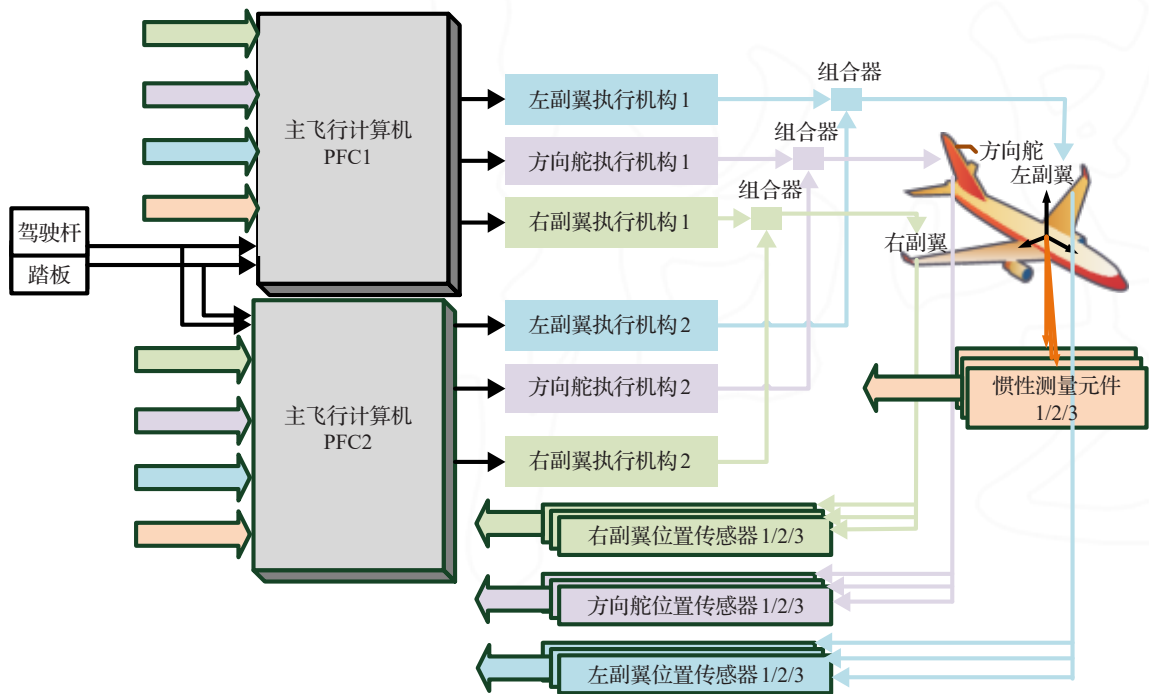 主飞行计算机
PFC1
驾驶杆
踏板
主飞行计算机
PFC2
左副翼执行机构1
方向舵执行机构1
右副翼执行机构1
左副翼执行机构2
方向舵执行机构2
右副翼执行机构2
组合器
组合器
组合器
方向舵
左副翼
右副翼
惯性测量元件
1/2/3
右副翼位置传感器1/2/3
方向舵位置传感器1/2/3
左副翼位置传感器1/2/3